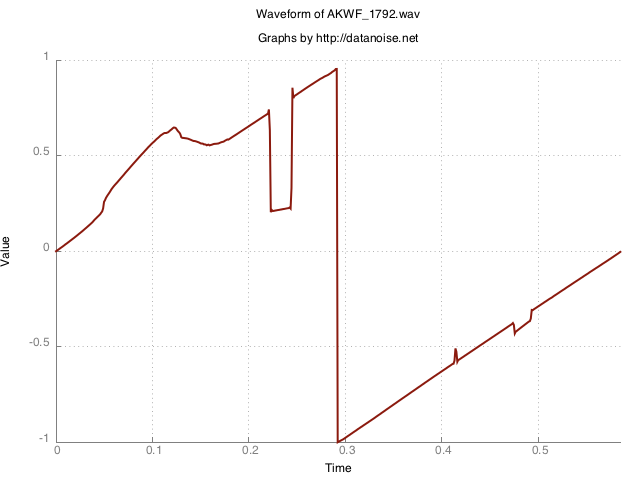 Waveform of AKWF_1792.wav
Graphs by http://datanoise.net
1
0.5
0
-0.5
-1
Value
0 0.1 0.2 0.3 0.4 0.5
Time